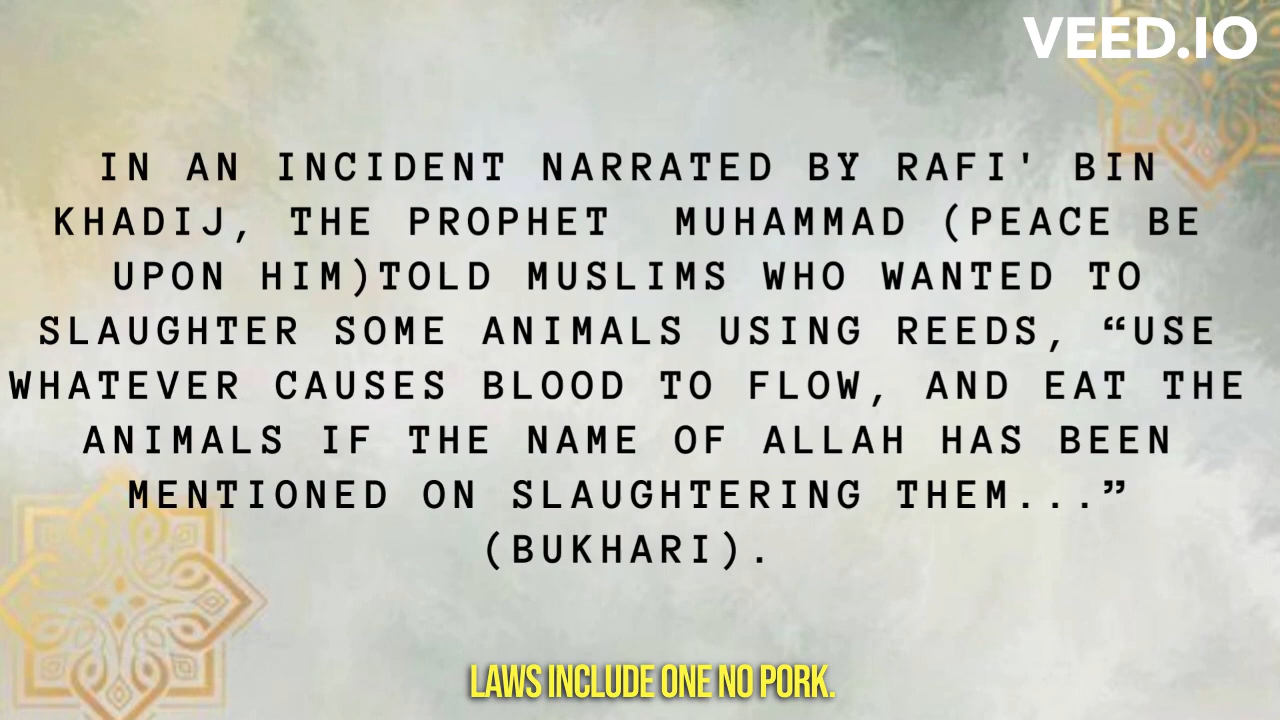 VEED.IO
IN AN INCIDENT NARRATED BY RAFI' BIN
KHADIJ, THE PROPHET  MUHAMMAD (PEACE BE
UPON HIM)TOLD MUSLIMS WHO WANTED TO
SLAUGHTER SOME ANIMALS USING REEDS, “USE
WHATEVER CAUSES BLOOD TO FLOW, AND EAT THE
ANIMALS IF THE NAME OF ALLAH HAS BEEN
MENTIONED ON SLAUGHTERING THEM...”
(BUKHARI).
LAWS INCLUDE ONE NO PORK.